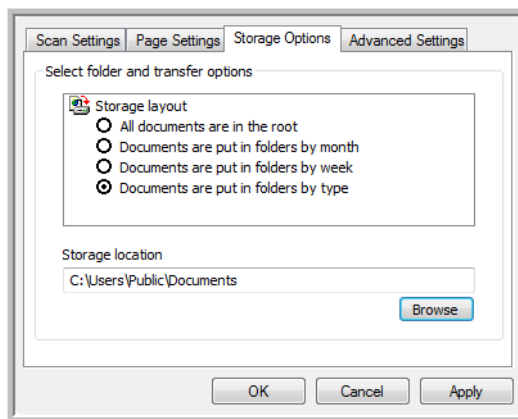 Scan Settings Page Settings Storage Options Advanced Settings
Select folder and transfer options
Storage layout
All documents are in the root
Documents are put in folders by month
Documents are put in folders by week
Documents are put in folders by type
Storage location
C:\Users\Public\Documents
Browse
OK Cancel Apply